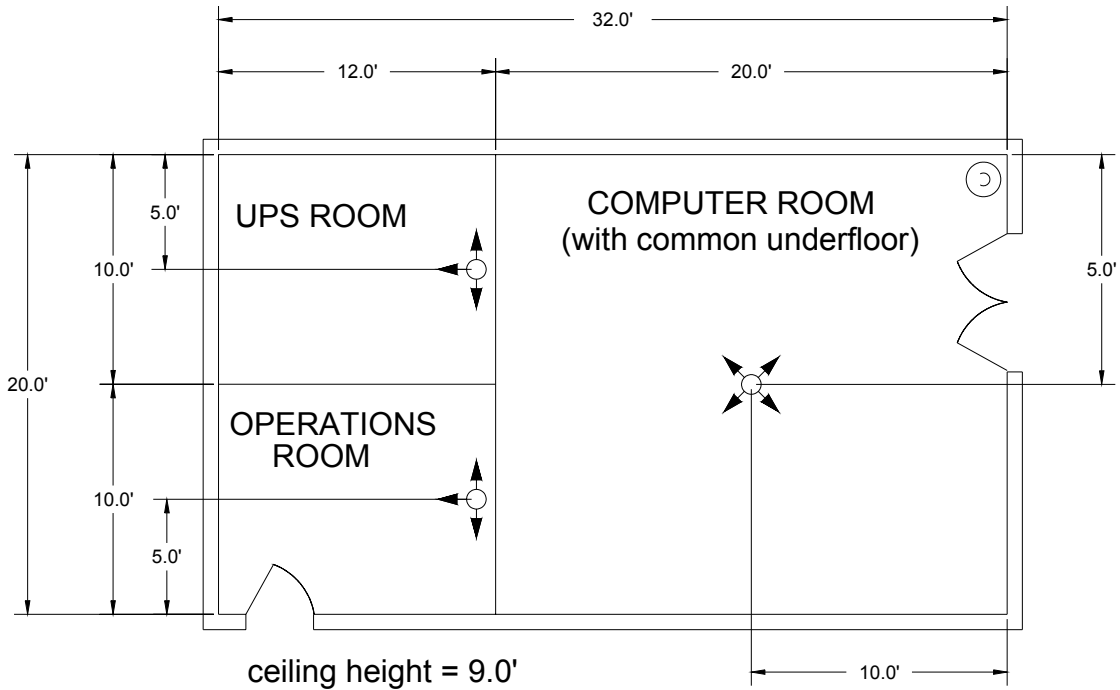 32.0'
12.0'
20.0'
5.0'
UPS ROOM
COMPUTER ROOM
(with common underfloor)
10.0'
5.0'
20.0'
OPERATIONS
ROOM
10.0'
5.0'
ceiling height = 9.0'
10.0'